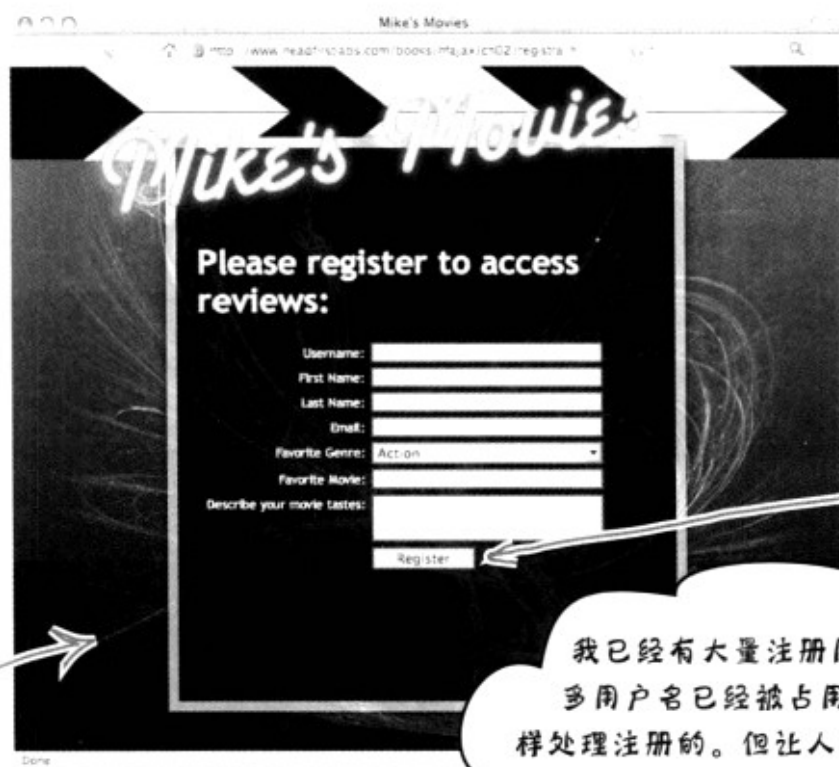 Mike's Movies
Mike's Movies
Please register to access
reviews:
Username:
First Name:
Last Name:
Email:
Favorite Genre: Action
Favorite Movie:
Describe your movie tastes:
Register
我已经有大量注册
多用户名已经被占用
样处理注册的。但让人
Done